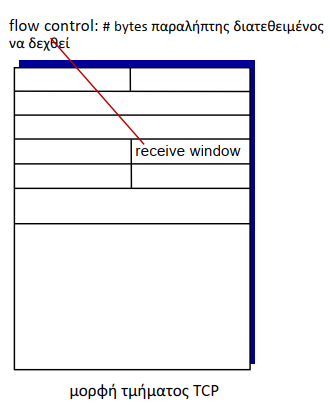 flow control: # bytes παραλήπτης διατεθειμένος
να δεχθεί
receive window
μορφή τμήματος TCP